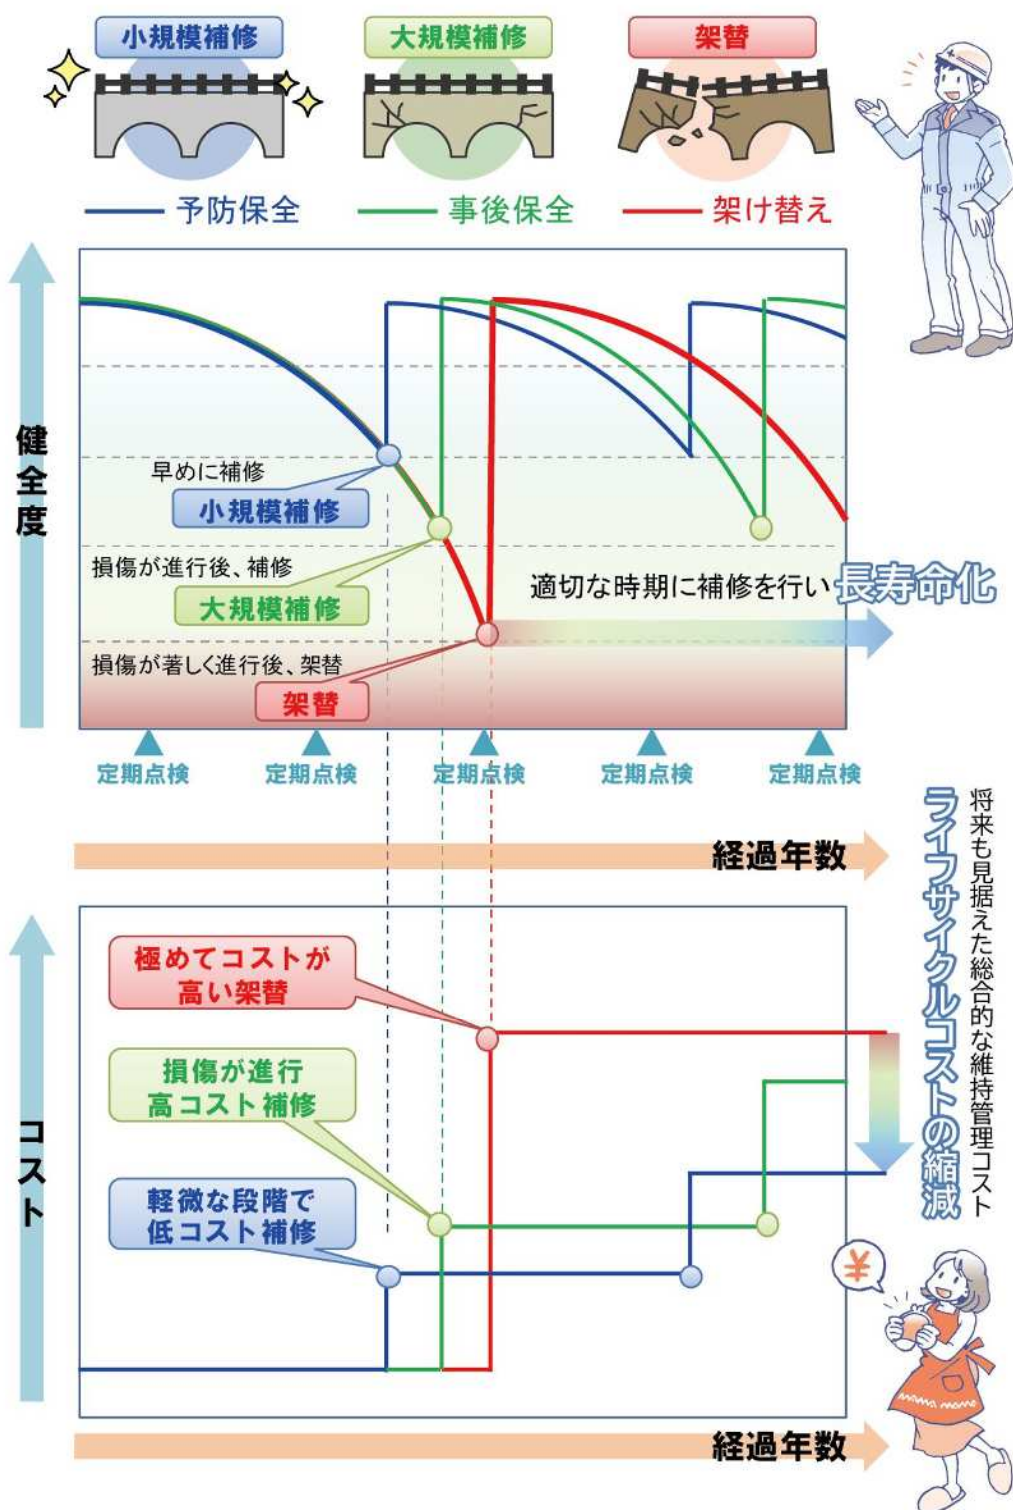 小規模補修
大規模補修
架替
予防保全
事後保全
架け替え
健全度
早めに補修
小規模補修
損傷が進行後、補修
大規模補修
適切な時期に補修を行い 長寿命化
損傷が著しく進行後、架替
架替
定期点検
定期点検
定期点検
定期点検
定期点検
経過年数
将来も見据えた総合的な維持管理コスト
ライフサイクルコストの縮減
コスト
極めてコストが
高い架替
損傷が進行
高コスト補修
軽微な段階で
低コスト補修
¥
経過年数